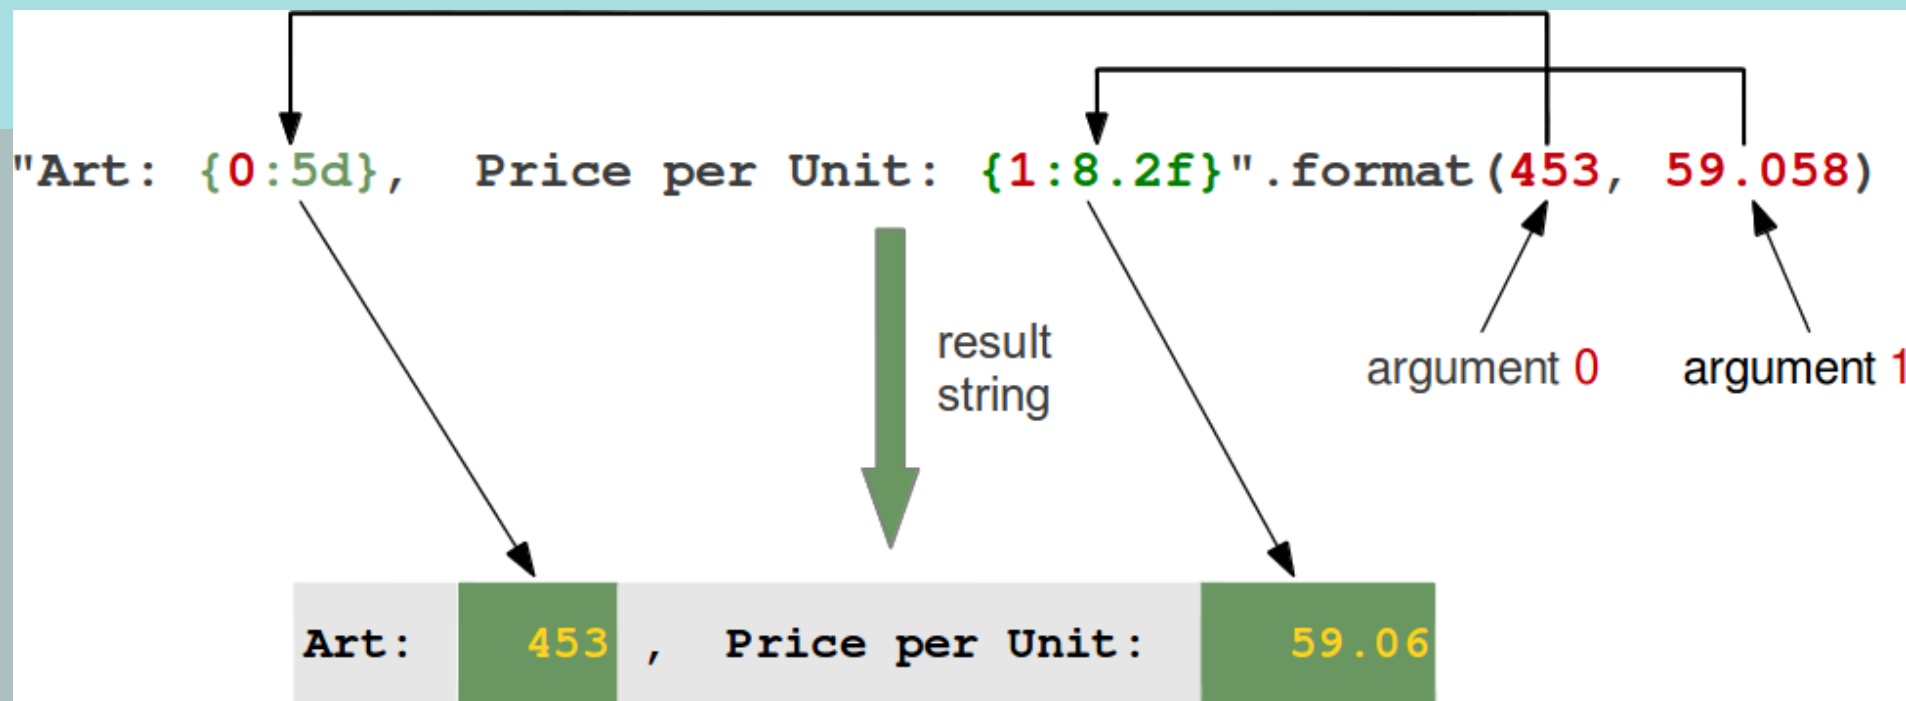 "Art: {0:5d},  Price per Unit: {1:8.2f}".format(453, 59.058)
result
string
argument 0
argument 1
Art:   453 ,  Price per Unit:    59.06